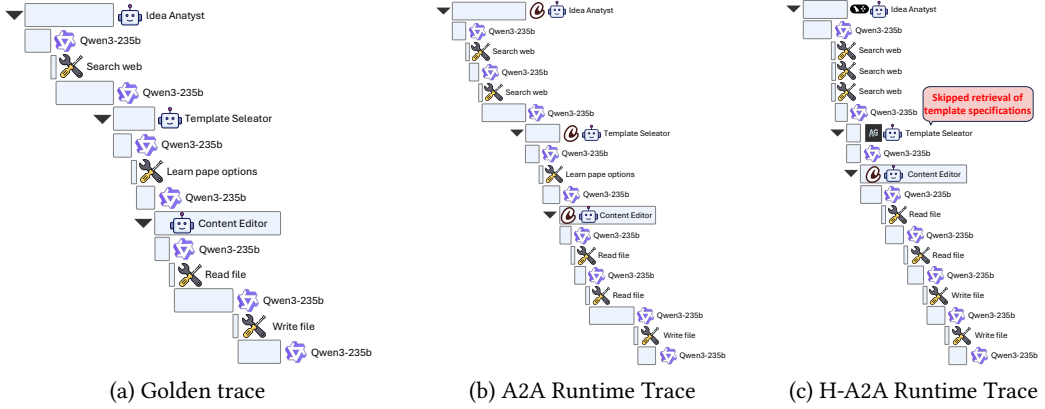 Idea Analyst
Qwen3-235b
Search web
Qwen3-235b
Template Seleator
Qwen3-235b
Learn pape options
Qwen3-235b
Content Editor
Qwen3-235b
Read file
Qwen3-235b
Write file
Qwen3-235b
(a) Golden trace
Idea Analyst
Qwen3-235b
Search web
Qwen3-235b
Search web
Qwen3-235b
Template Seleator
Qwen3-235b
Learn pape options
Qwen3-235b
Content Editor
Qwen3-235b
Read file
Qwen3-235b
Read file
Qwen3-235b
Write file
Qwen3-235b
(b) A2A Runtime Trace
Idea Analyst
Qwen3-235b
Search web
Search web
Search web
Qwen3-235b
Skipped retrieval of
template specifications
AG
Template Seleator
Qwen3-235b
Content Editor
Qwen3-235b
Read file
Qwen3-235b
Qwen3-235b
Write file
Qwen3-235b
Write file
Qwen3-235b
(c) H-A2A Runtime Trace